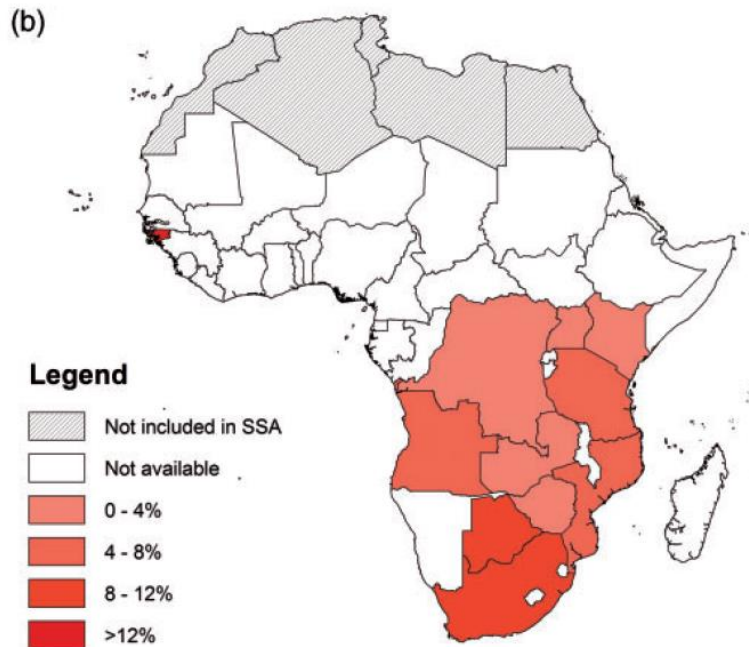 (b)
Legend
Not included in SSA
Not available
0 - 4%
4 - 8%
8 - 12%
>12%